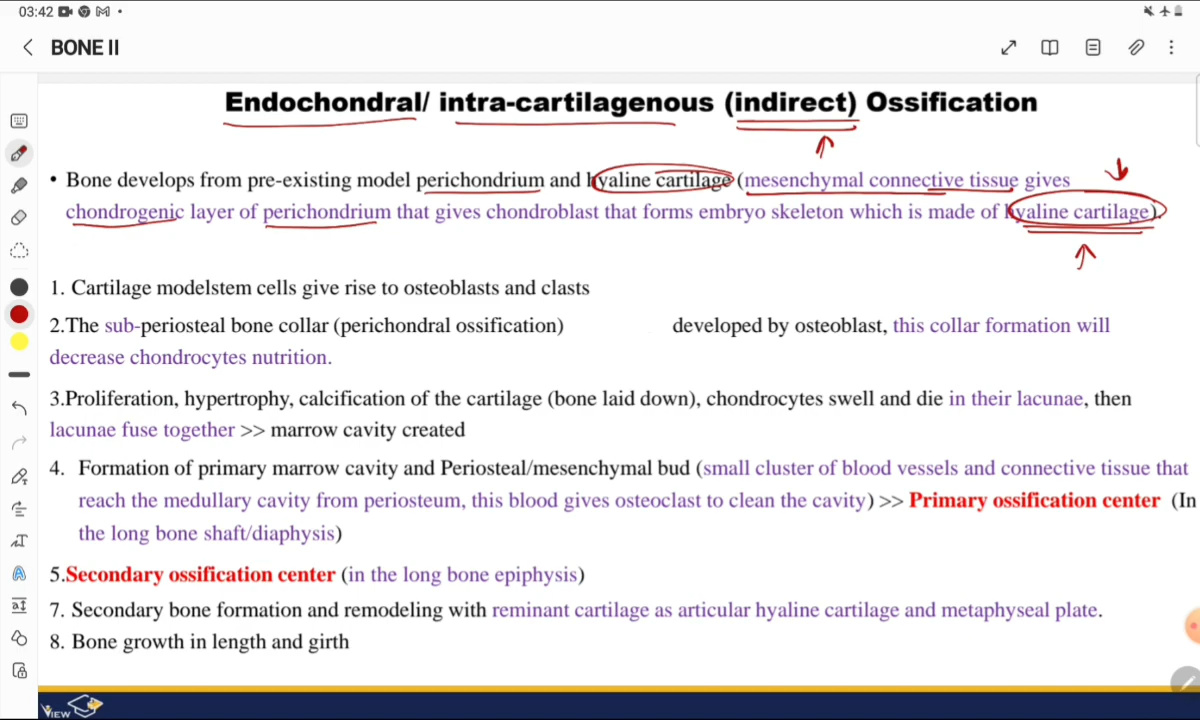 03:42
BONE II
Endochondral/ intra-cartilagenous (indirect) Ossification
• Bone develops from pre-existing model perichondrium and hyaline cartilage (mesenchymal connective tissue gives
chondrogenic layer of perichondrium that gives chondroblast that forms embryo skeleton which is made of hyaline cartilage).
1. Cartilage modelstem cells give rise to osteoblasts and clasts
2.The sub-periosteal bone collar (perichondral ossification) developed by osteoblast, this collar formation will
decrease chondrocytes nutrition.
3.Proliferation, hypertrophy, calcification of the cartilage (bone laid down), chondrocytes swell and die in their lacunae, then
lacunae fuse together >> marrow cavity created
4. Formation of primary marrow cavity and Periosteal/mesenchymal bud (small cluster of blood vessels and connective tissue that
reach the medullary cavity from periosteum, this blood gives osteoclast to clean the cavity) >> Primary ossification center (In
the long bone shaft/diaphysis)
5.Secondary ossification center (in the long bone epiphysis)
7. Secondary bone formation and remodeling with reminant cartilage as articular hyaline cartilage and metaphyseal plate.
8. Bone growth in length and girth
VIEW